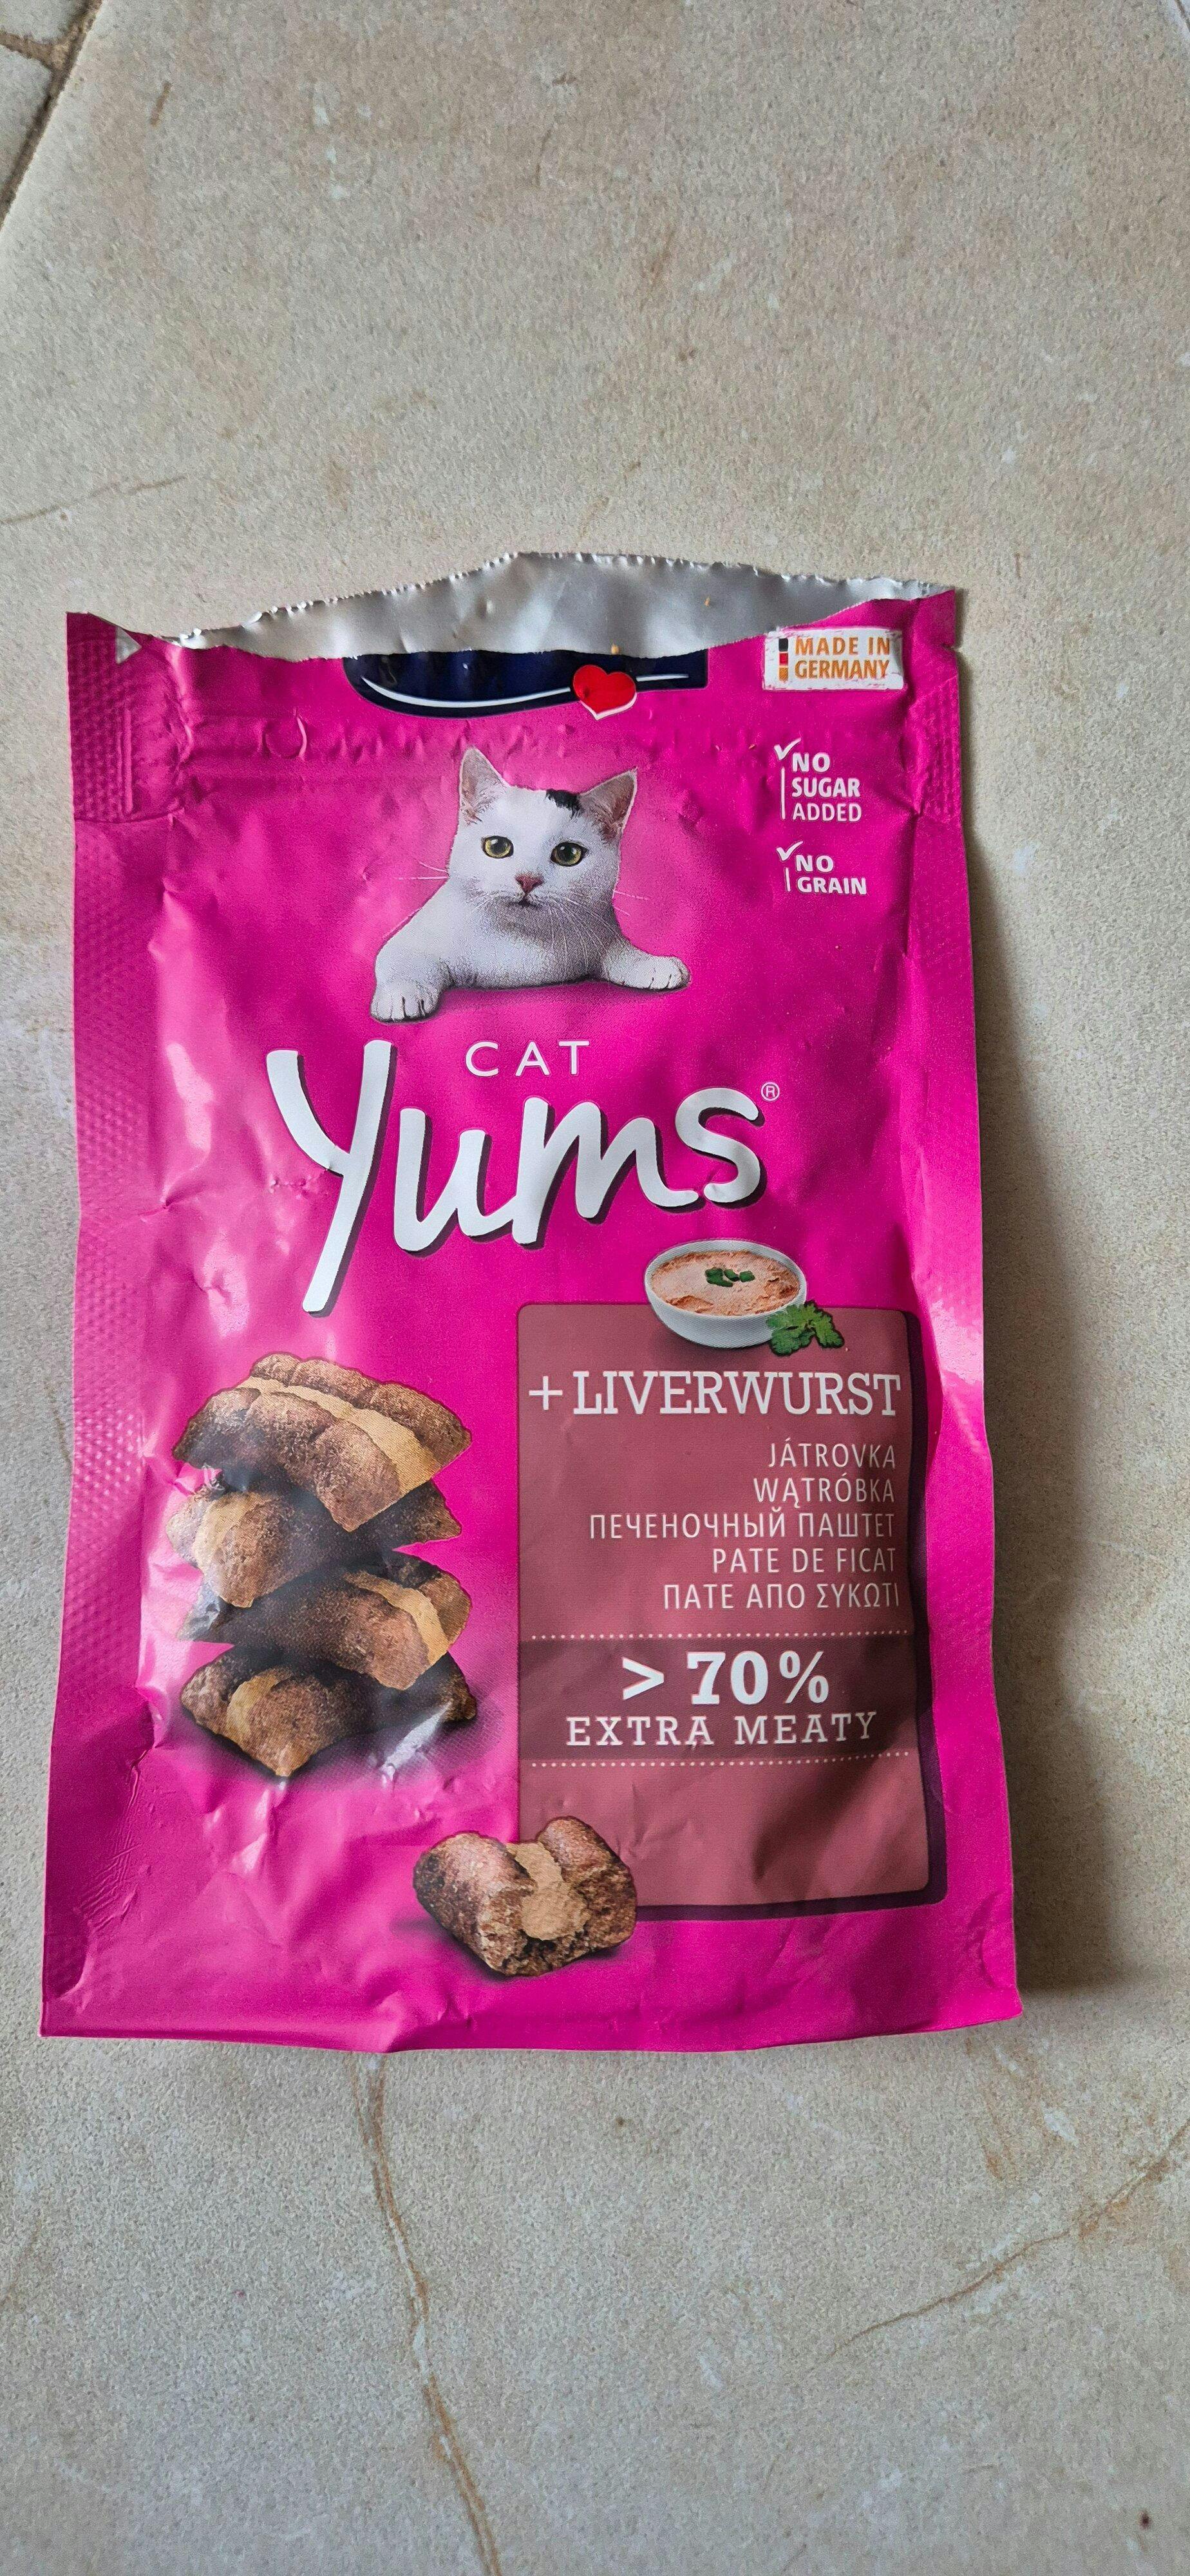 MADE IN
GERMANY
NO
SUGAR
ADDED
NO
GRAIN
CAT
Yums®
+LIVERWURST
JÁTROVKA
WĄTRÓBKA
ПЕЧЕНОЧНЫЙ ПАШТЕТ
PATE DE FICAT
ΠΑΤΕ ΑΠΟ ΣΥΚΩΤΙ
> 70%
EXTRA MEATY